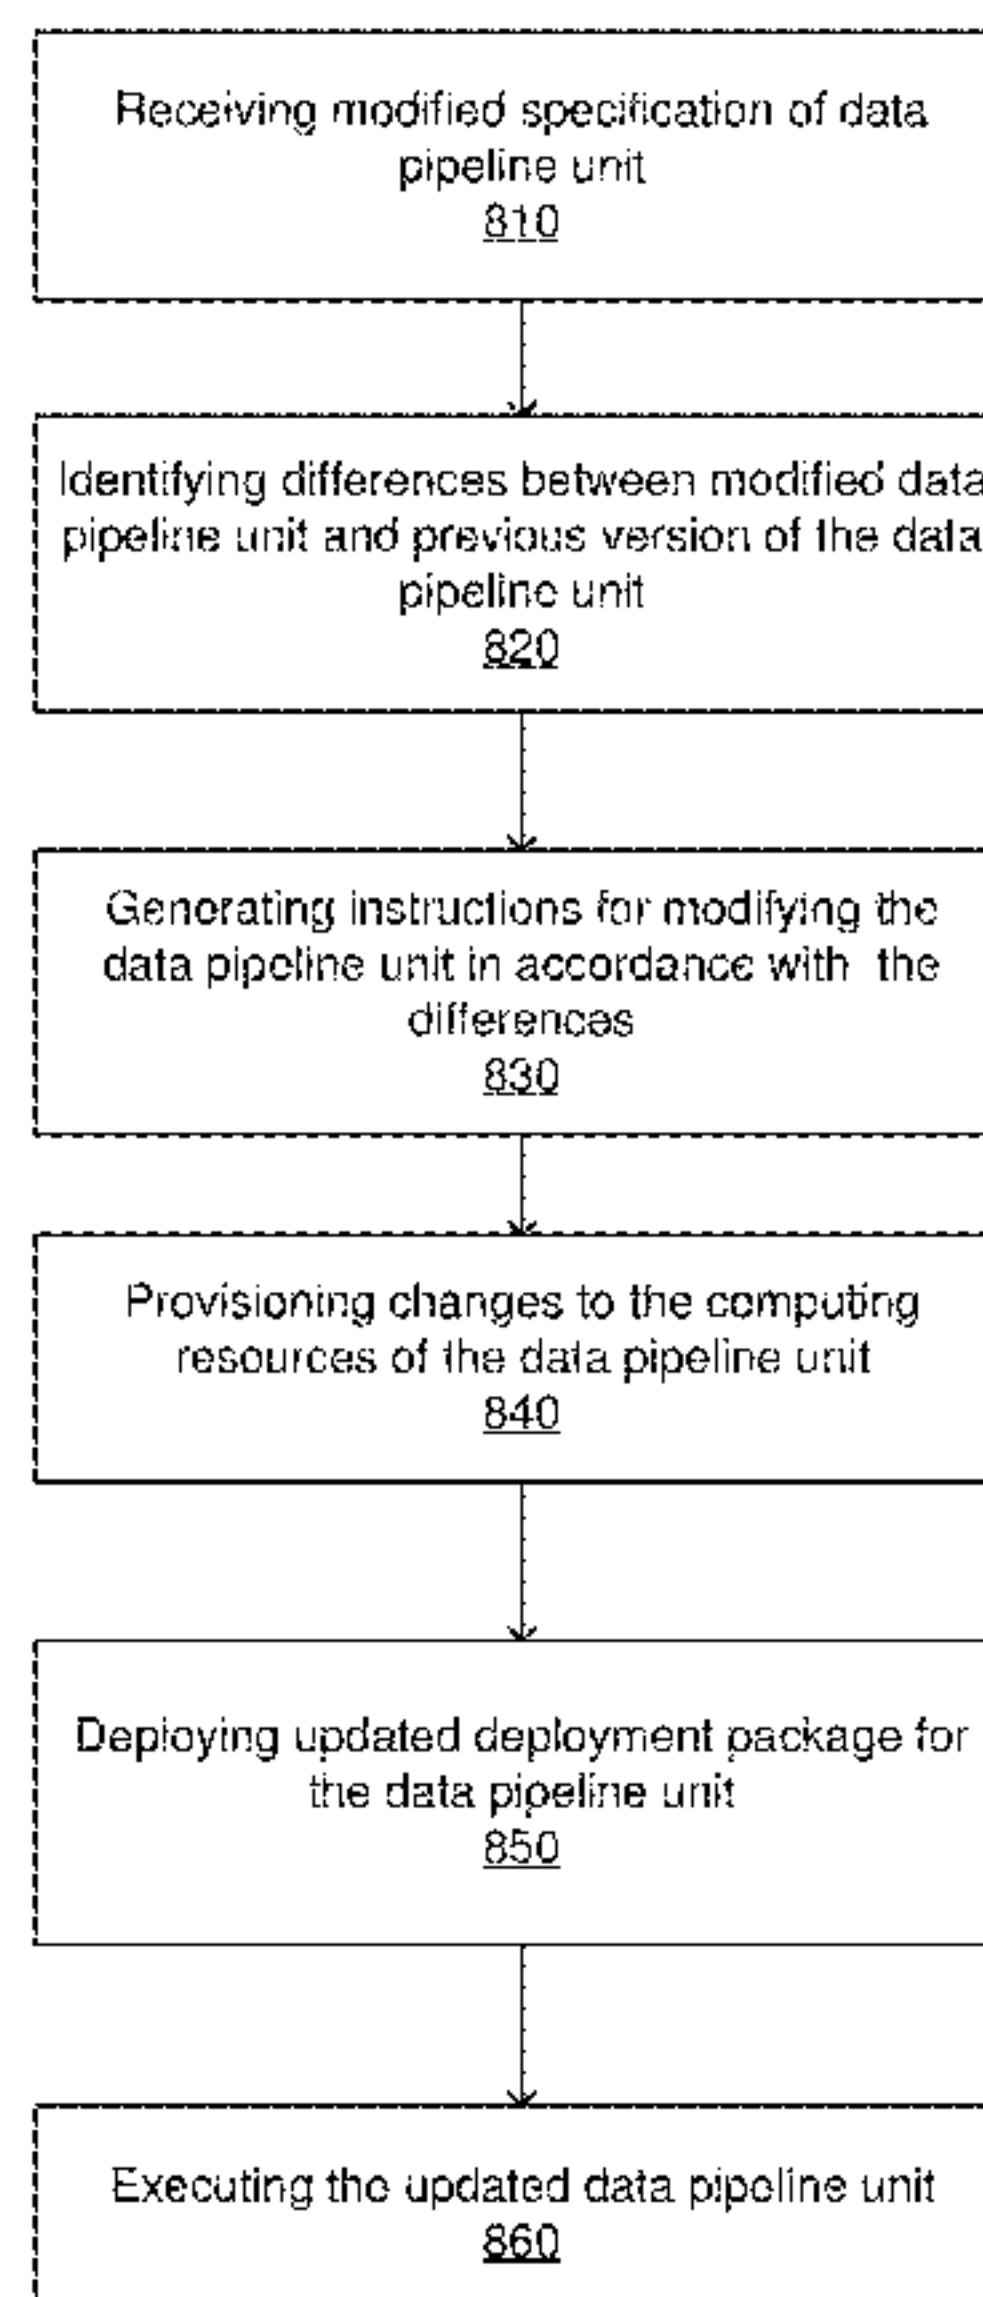 Receiving modified specification of data
pipeline unit
810
Identifying differences between modified data
pipeline unit and previous version of the data
pipeline unit
820
Generating instructions for modifying the
data pipeline unit in accordance with the
differences
830
Provisioning changes to the computing
resources of the data pipeline unit
840
Deploying updated deployment package for
the data pipeline unit
850
Executing the updated data pipeline unit
860